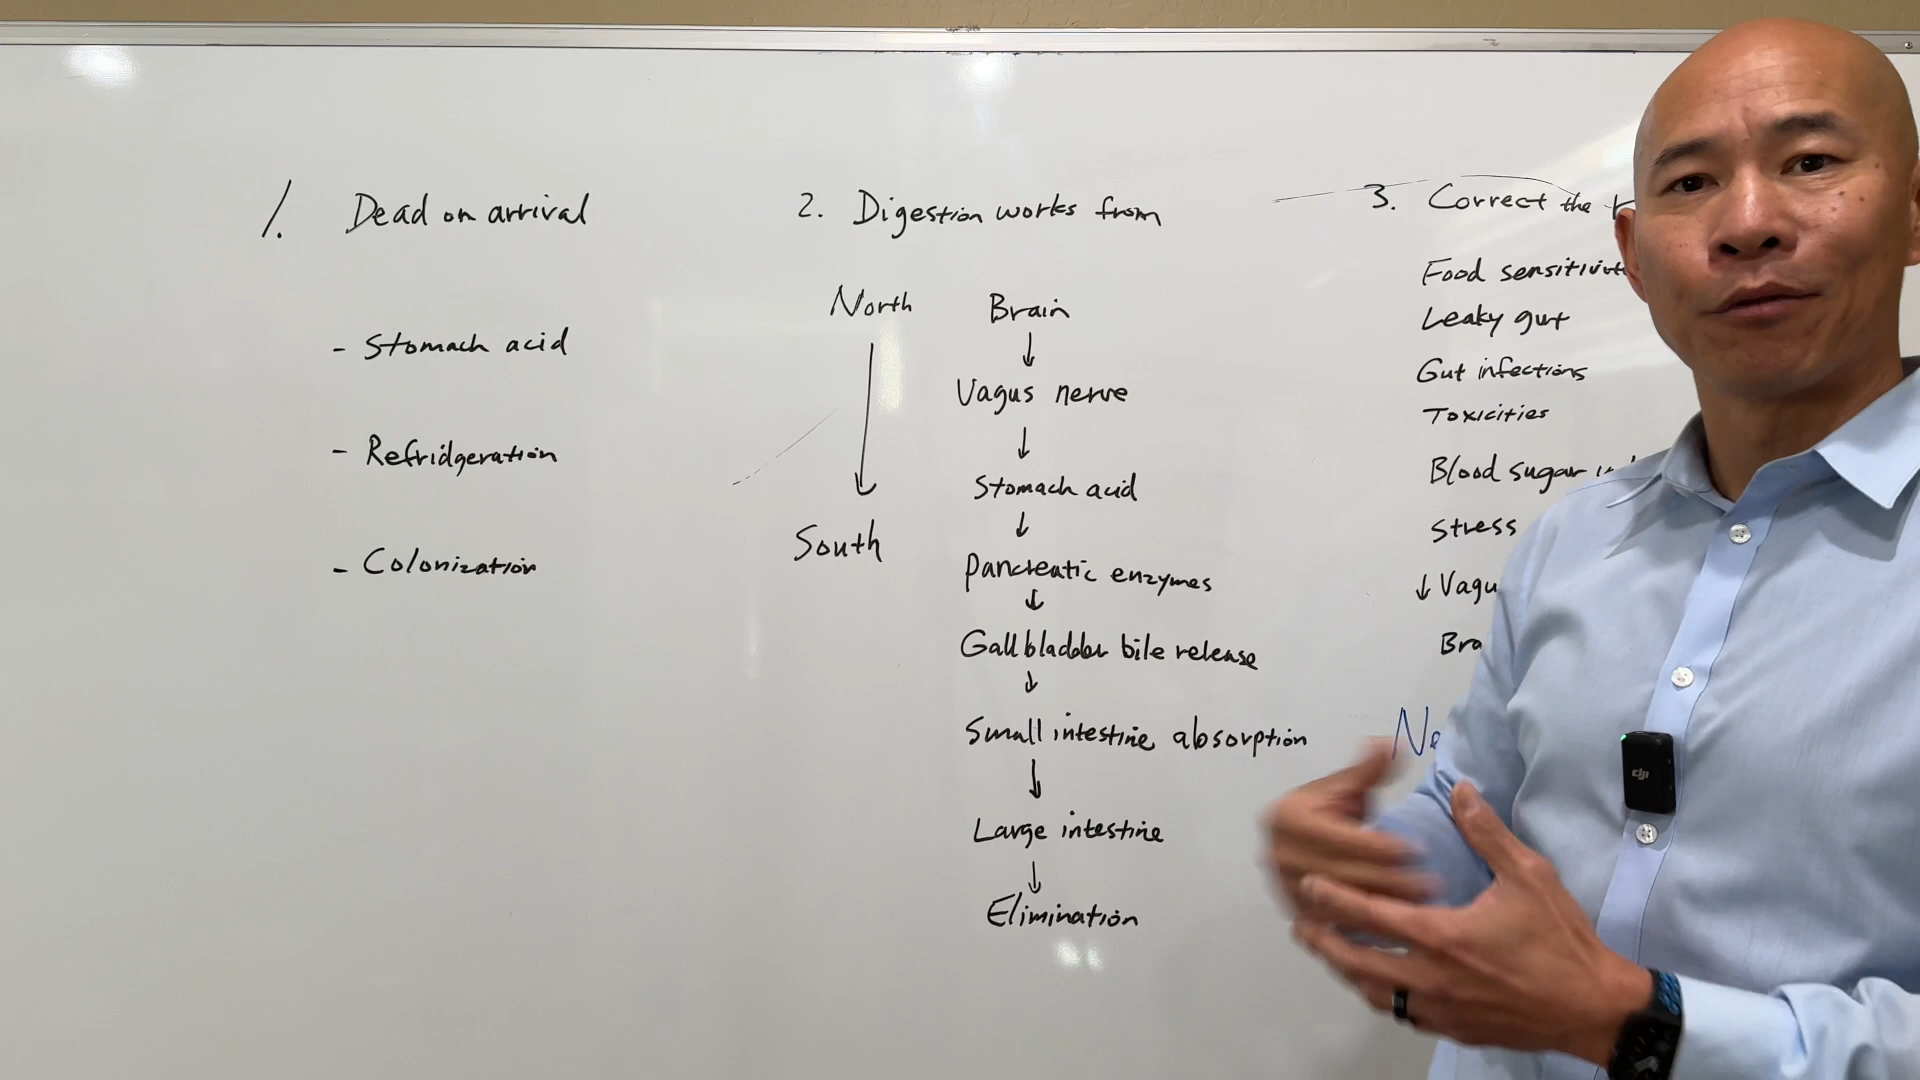 1. Dead on arrival
- Stomach acid
- Refridgeration
- Colonization
2. Digestion works from
North
South
Brain
↓
Vagus nerve
↓
Stomach acid
↓
Pancreatic enzymes
↓
Gallbladder bile release
↓
Small intestine absorption
↓
Large intestine
↓
Elimination
3. Correct the
Food
Leaky gut
Gut infections
Toxicities
Blood sugar
Stress
↓
dji